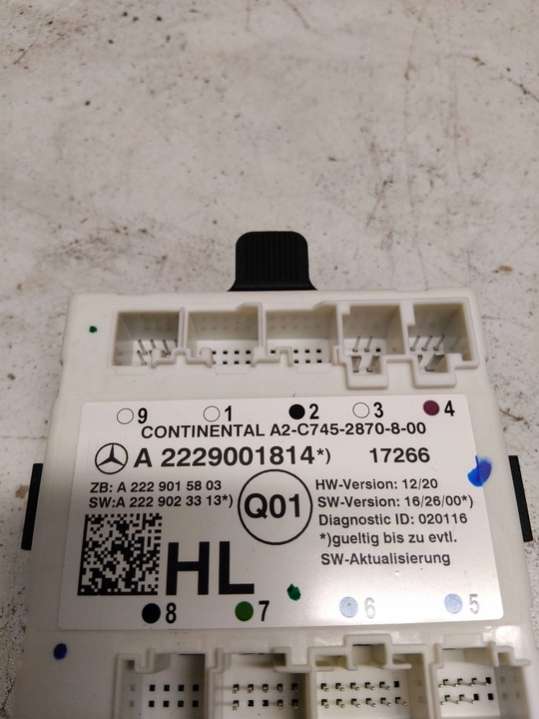 9 1 2 3 4
CONTINENTAL A2-C745-2870-8-00
A 2229001814*) 17266
ZB: A 222 901 58 03
SW:A 222 902 33 13*)
Q01
HW-Version: 12/20
SW-Version: 16/26/00*)
Diagnostic ID: 020116
*)gueltig bis zu evtl.
SW-Aktualisierung
HL
8 7 6 5